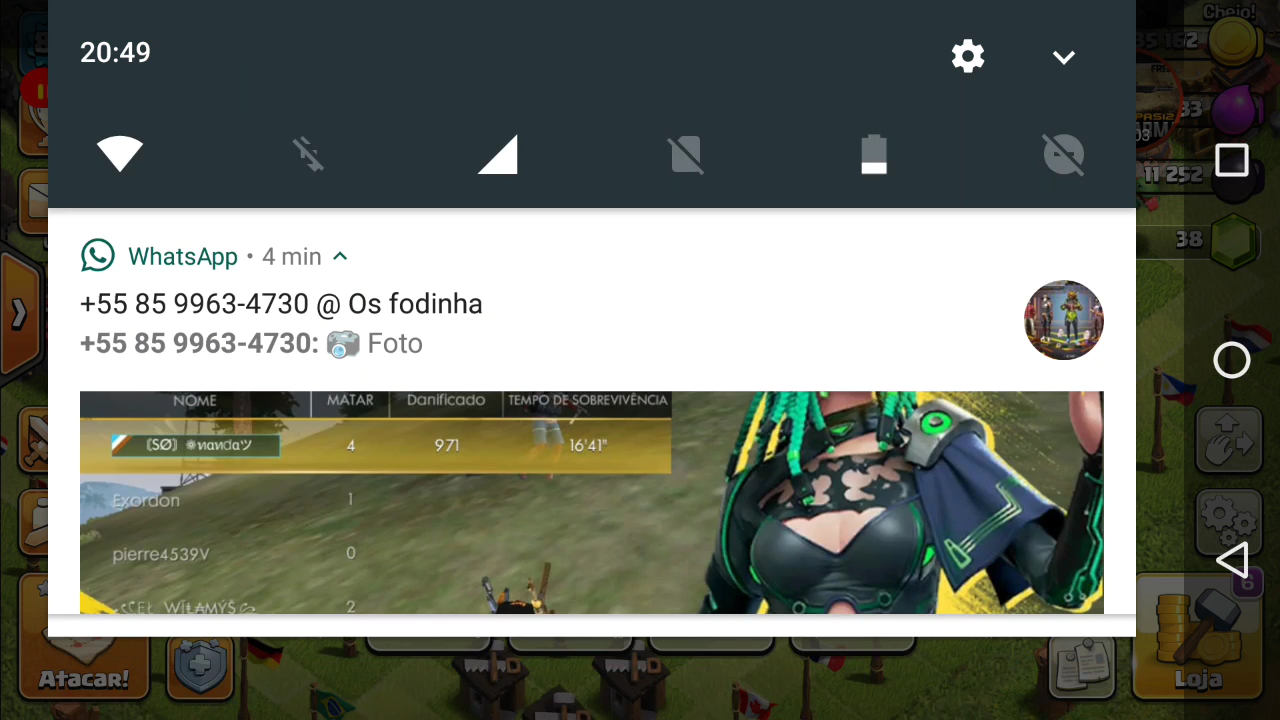 20:49
WhatsApp • 4 min
+55 85 9963-4730 @ Os fodinha
+55 85 9963-4730: 📷 Foto
NOME MATAR Danificado TEMPO DE SOBREVIVÊNCIA
4 971 16'41"
Exordon 1
pierre4539V 0
2
Cheio!
11 252
38
6
Atacar!
Loja